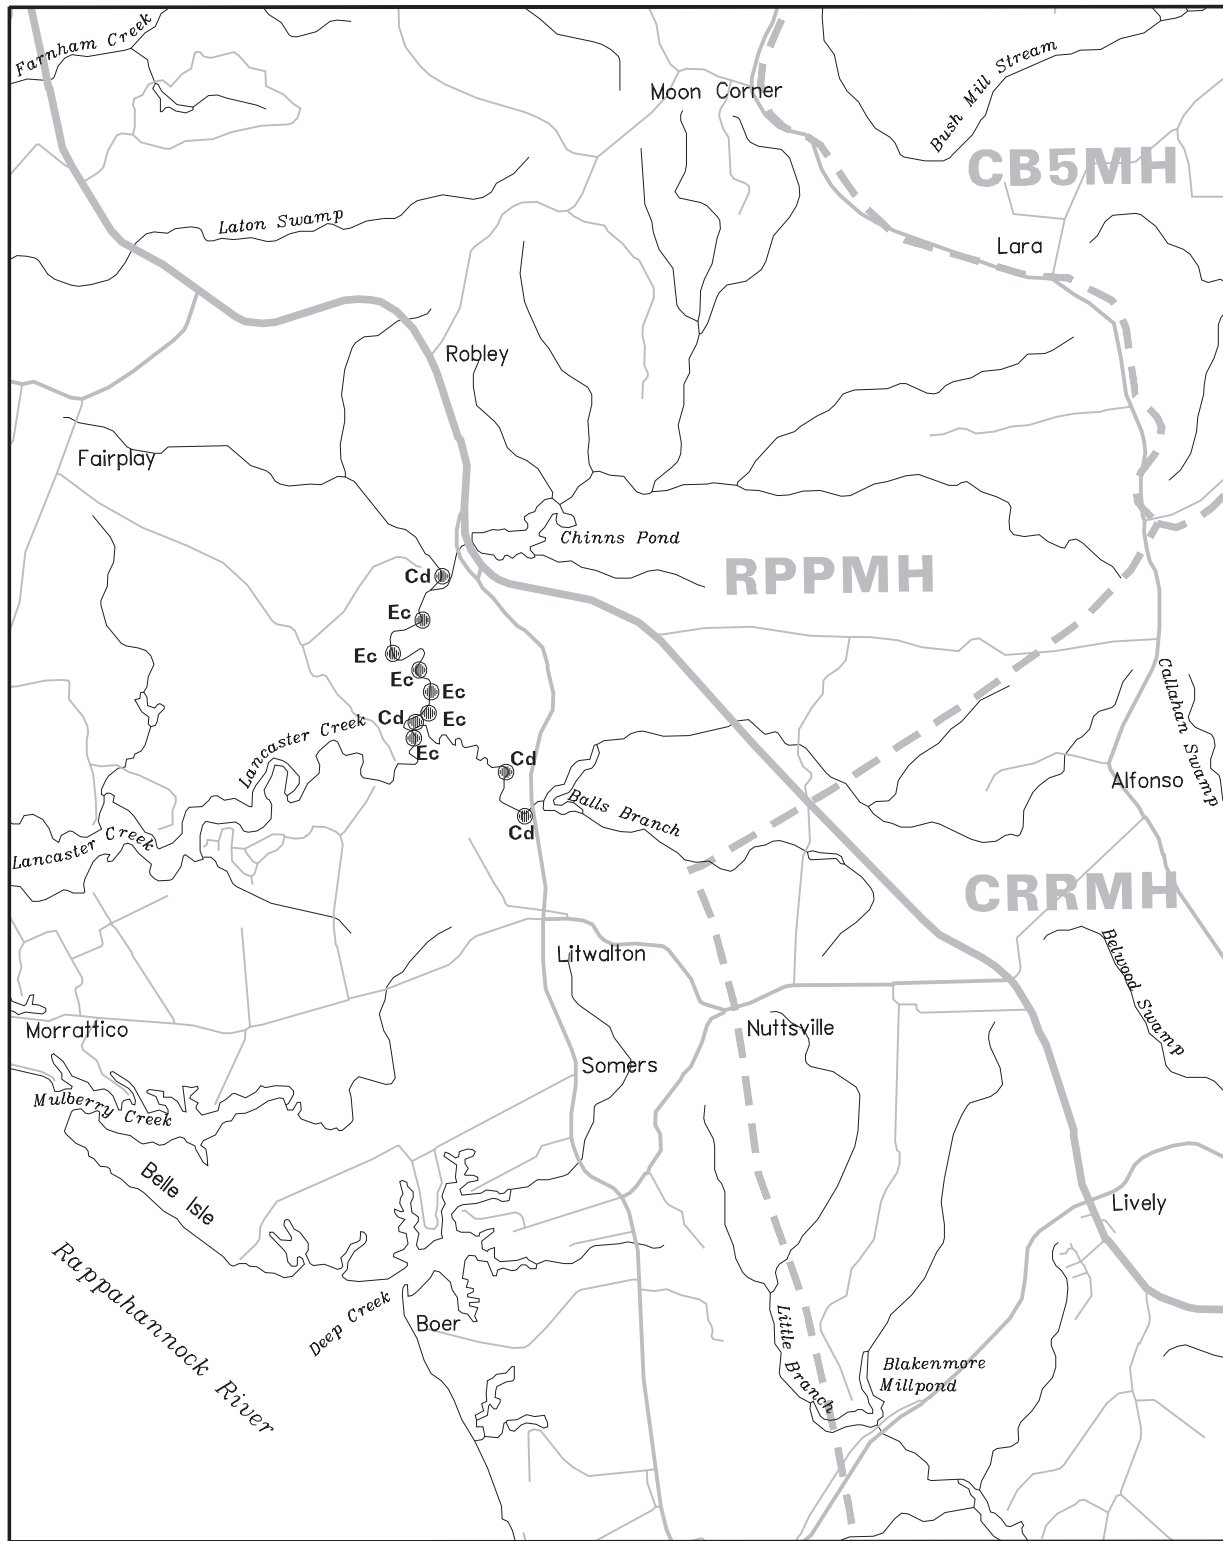 Farnham Creek
Moon Corner
Bush Mill Stream
CB5MH
Laton Swamp
Lara
Robley
Fairplay
Chinns Pond
RPPMH
Cd
Ec
Ec
Ec
Ec
Cd
Ec
Ec
Lancaster Creek
Cd
Callahan Swamp
Alfonso
Balls Branch
Cd
Lancaster Creek
CRRMH
Litwalton
Belwood Swamp
Morrattico
Nuttsville
Somers
Mulberry Creek
Belle Isle
Lively
Rappahannock River
Deep Creek
Boer
Little Branch
Blakenmore
Millpond